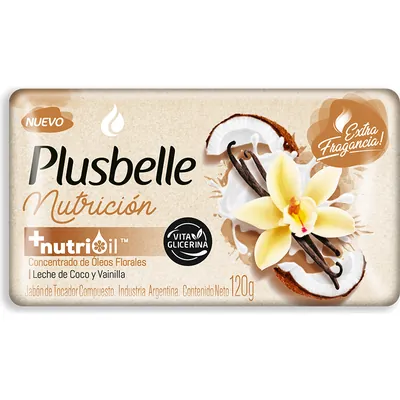 NUEVO
Extra
Fragancia!
Plusbelle
Nutrición
+nutriOil™
VITA
GLICERINA
Concentrado de Óleos Florales
Leche de Coco y Vainilla
Jabón de Tocador Compuesto. Industria Argentina. Contenido Neto 120g